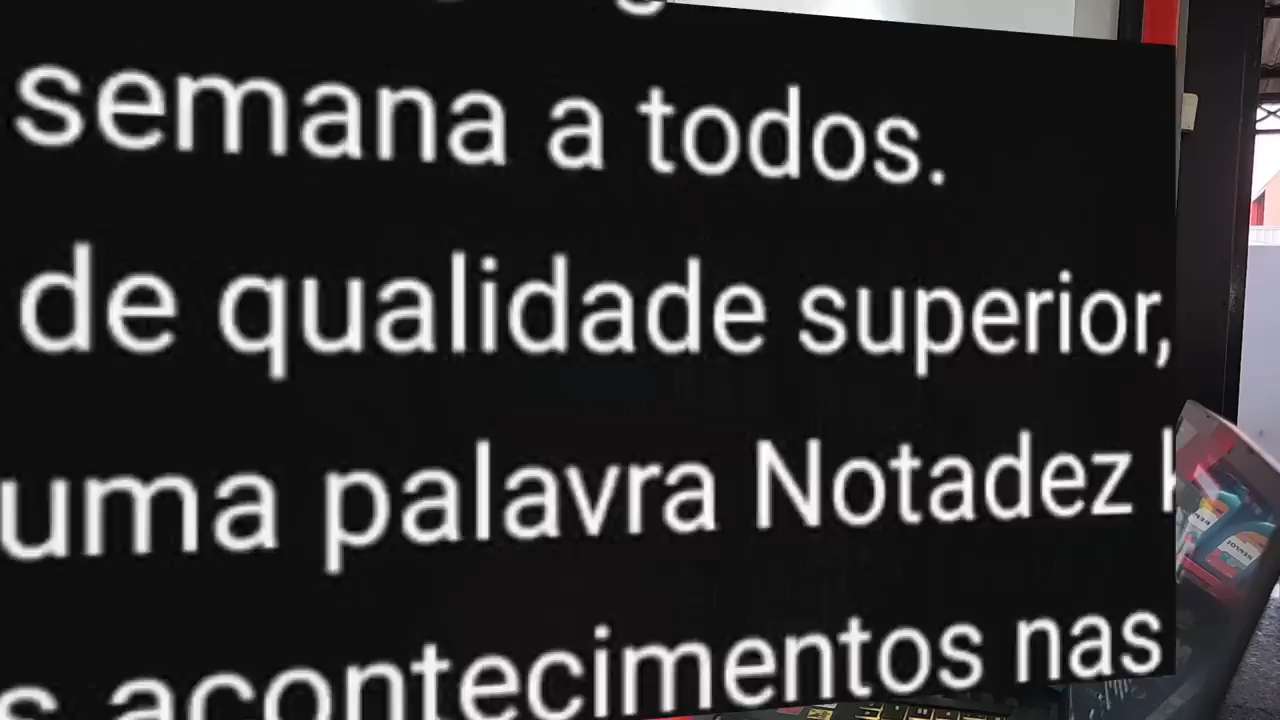 semana a todos.
de qualidade superior,
uma palavra Notadez
acontecimentos nas